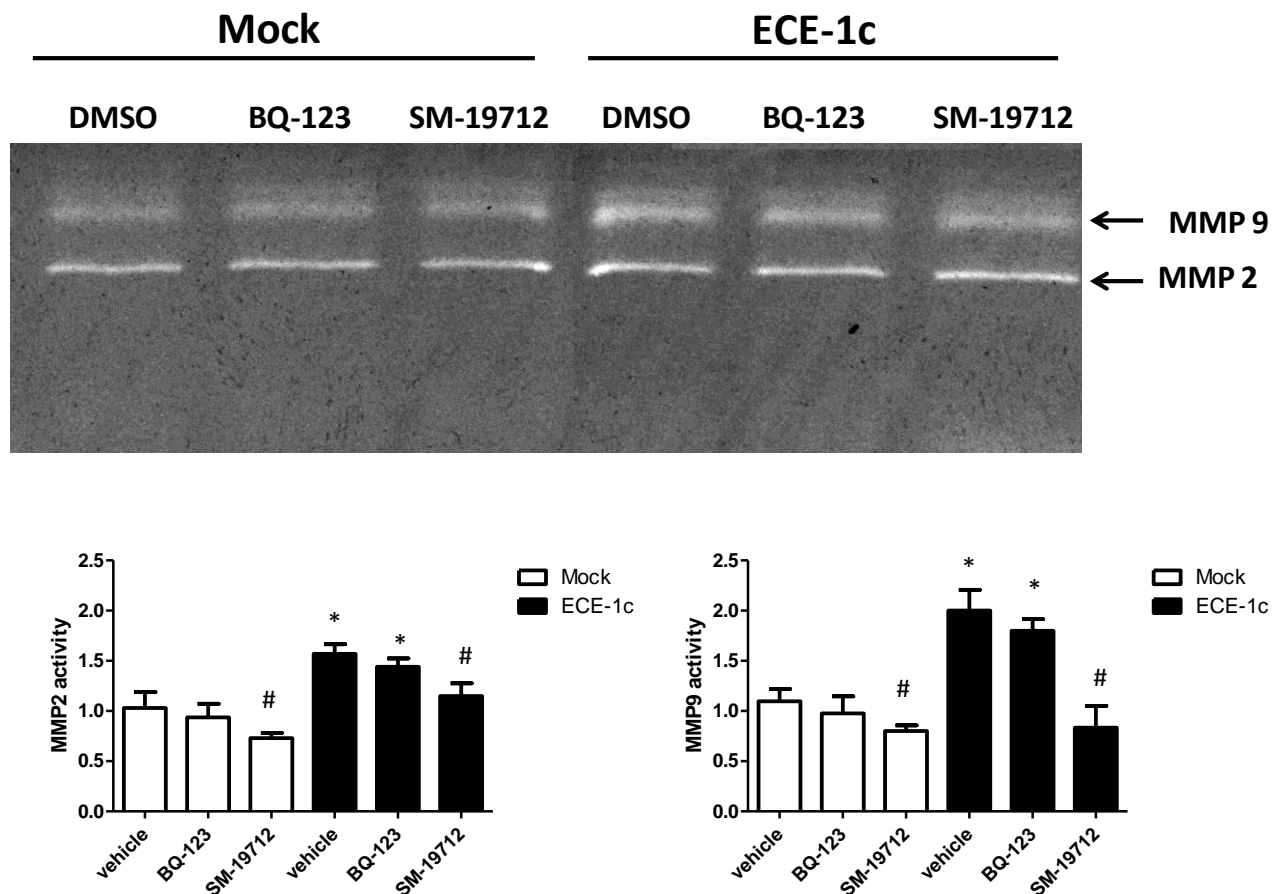 Mock ECE-1c
DMSO BQ-123 SM-19712 DMSO BQ-123 SM-19712
MMP 9
MMP 2
MMP2 activity
2.5
2.0
1.5
1.0
0.5
0.0
#
*
*
#
Mock
ECE-1c
vehicle
BQ-123
SM-19712
vehicle
BQ-123
SM-19712
MMP9 activity
2.5
2.0
1.5
1.0
0.5
0.0
#
*
*
#
Mock
ECE-1c
vehicle
BQ-123
SM-19712
vehicle
BQ-123
SM-19712